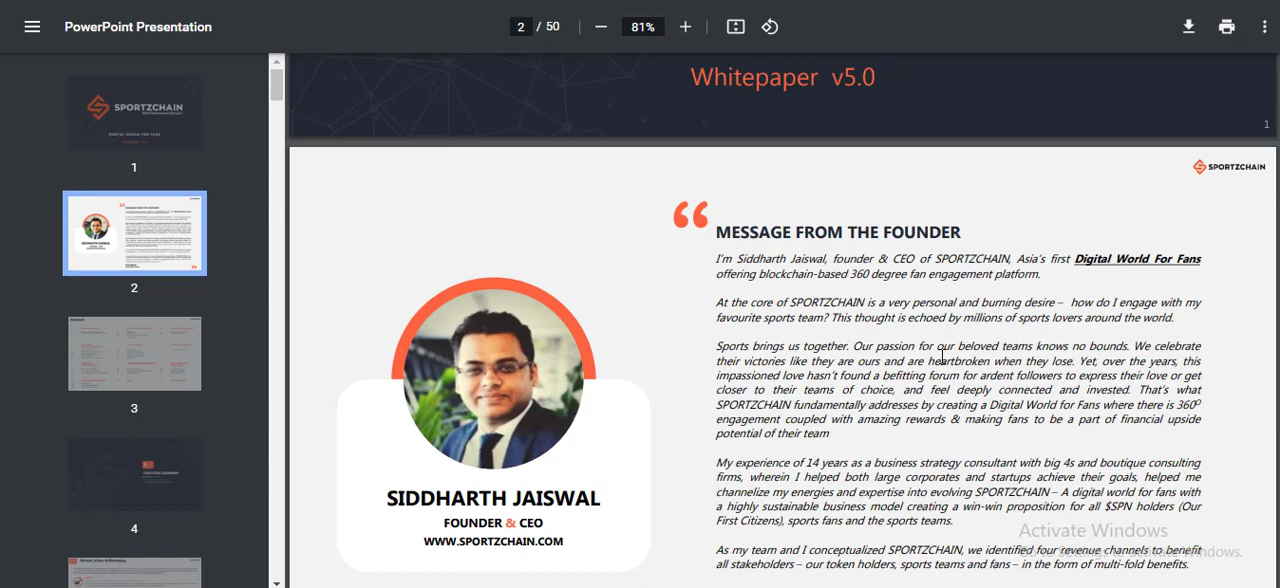 PowerPoint Presentation
2 / 50
81%
SPORTZCHAIN
1
2
3
4
Whitepaper v5.0
1
SPORTZCHAIN
“
MESSAGE FROM THE FOUNDER
I'm Siddharth Jaiswal, founder & CEO of SPORTZCHAIN, Asia's first Digital World For Fans
offering blockchain-based 360 degree fan engagement platform.
At the core of SPORTZCHAIN is a very personal and burning desire – how do I engage with my
favourite sports team? This thought is echoed by millions of sports lovers around the world.
Sports brings us together. Our passion for our beloved teams knows no bounds. We celebrate
their victories like they are ours and are heartbroken when they lose. Yet, over the years, this
impassioned love hasn't found a befitting forum for ardent followers to express their love or get
closer to their teams of choice, and feel deeply connected and invested. That's what
SPORTZCHAIN fundamentally addresses by creating a Digital World for Fans where there is 360⁰
engagement coupled with amazing rewards & making fans to be a part of financial upside
potential of their team
My experience of 14 years as a business strategy consultant with big 4s and boutique consulting
firms, wherein I helped both large corporates and startups achieve their goals, helped me
channelize my energies and expertise into evolving SPORTZCHAIN – A digital world for fans with
a highly sustainable business model creating a win-win proposition for all $SPN holders (Our
First Citizens), sports fans and the sports teams.
As my team and I conceptualized SPORTZCHAIN, we identified four revenue channels to benefit
all stakeholders – our token holders, sports teams and fans – in the form of multi-fold benefits.
SIDDHARTH JAISWAL
FOUNDER & CEO
WWW.SPORTZCHAIN.COM
Activate Windows
Go to Settings to activate Windows.